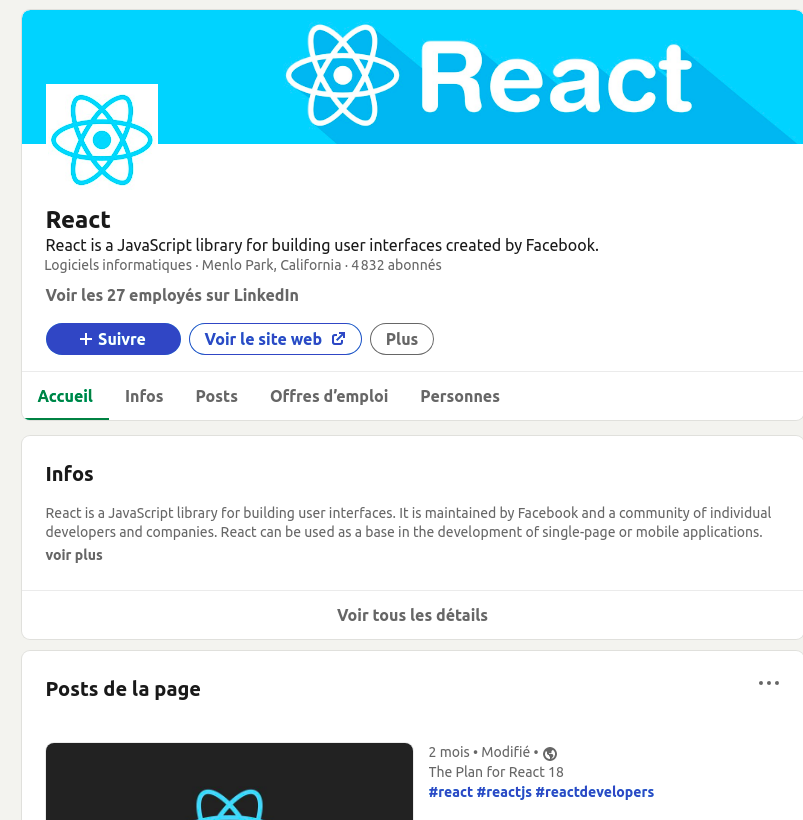 React
React
React is a JavaScript library for building user interfaces created by Facebook.
Logiciels informatiques · Menlo Park, California · 4 832 abonnés
Voir les 27 employés sur LinkedIn
+ Suivre
Voir le site web
Plus
Accueil
Infos
Posts
Offres d’emploi
Personnes
Infos
React is a JavaScript library for building user interfaces. It is maintained by Facebook and a community of individual
developers and companies. React can be used as a base in the development of single-page or mobile applications.
voir plus
Voir tous les détails
Posts de la page
2 mois • Modifié •
The Plan for React 18
#react #reactjs #reactdevelopers